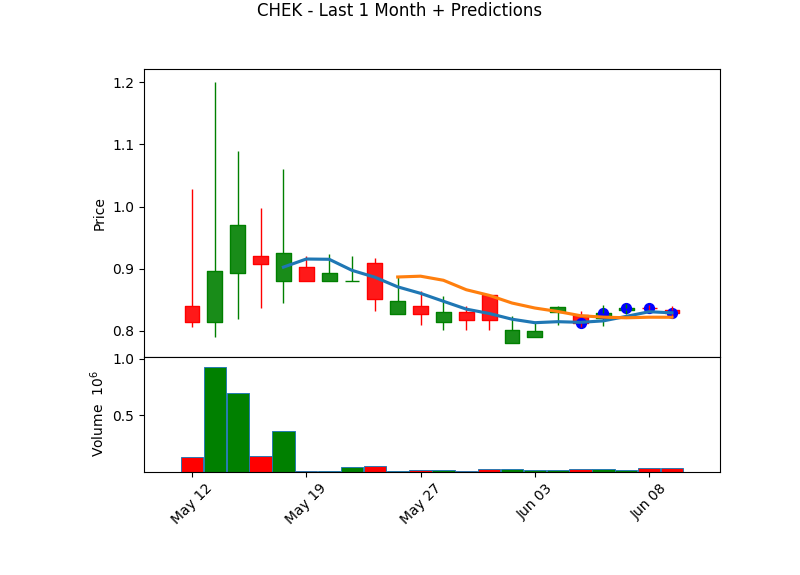 CHEK - Last 1 Month + Predictions
1.2
1.1
1.0
0.9
0.8
Price
1.0
0.5
Volume 10^6
May 12
May 19
May 27
Jun 03
Jun 08